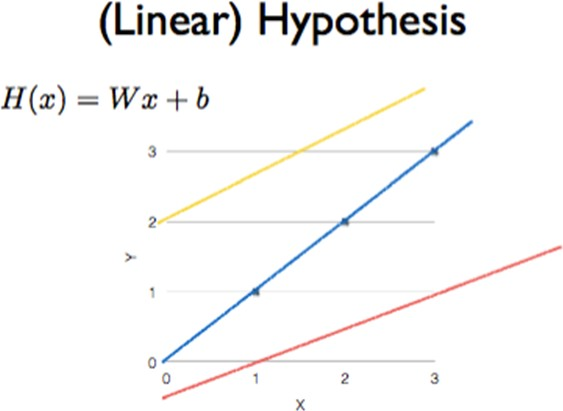 (Linear) Hypothesis
H(x) = Wx + b
3
2
1
0
Y
0 1 2 3
X